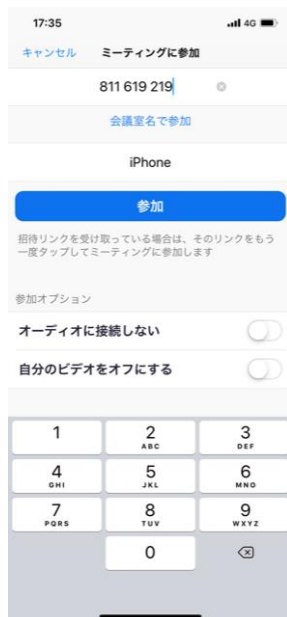 17:35
4G
キャンセル ミーティングに参加
811 619 219
会議室名で参加
iPhone
参加
招待リンクを受け取っている場合は、そのリンクをもう
一度タップしてミーティングに参加します
参加オプション
オーディオに接続しない
自分のビデオをオフにする
1 2 3
ABC DEF
4 5 6
GHI JKL MNO
7 8 9
PQRS TUV WXYZ
0